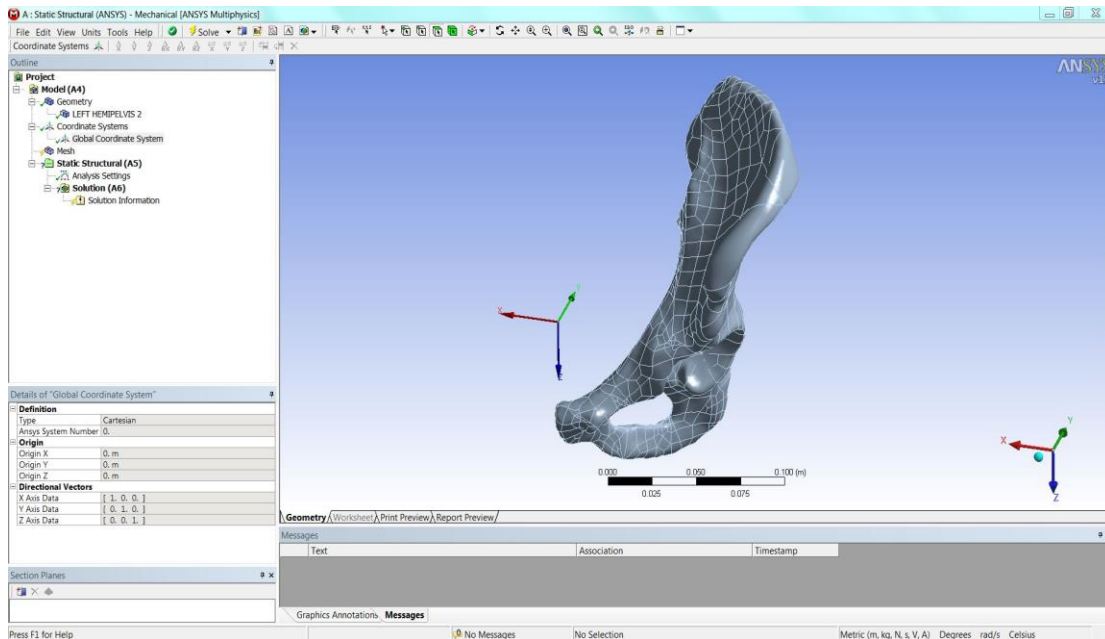 A : Static Structural (ANSYS) - Mechanical [ANSYS Multiphysics]
File Edit View Units Tools Help Solve
Coordinate Systems
Outline
Project
Model (A4)
Geometry
LEFT HEMIPELVIS 2
Coordinate Systems
Global Coordinate System
Mesh
Static Structural (A5)
Analysis Settings
Solution (A6)
Solution Information
ANSYS
X
Y
Z
X
Y
Z
0.000 0.050 0.100 (m)
0.025 0.075
Details of "Global Coordinate System"
Definition
Type Cartesian
Ansys System Number 0.
Origin
Origin X 0. m
Origin Y 0. m
Origin Z 0. m
Directional Vectors
X Axis Data [ 1. 0. 0. ]
Y Axis Data [ 0. 1. 0. ]
Z Axis Data [ 0. 0. 1. ]
Geometry Worksheet Print Preview Report Preview
Messages
Text Association Timestamp
Section Planes
Graphics Annotations Messages
Press F1 for Help No Messages No Selection Metric (m, kg, N, s, V, A) Degrees rad/s Celsius